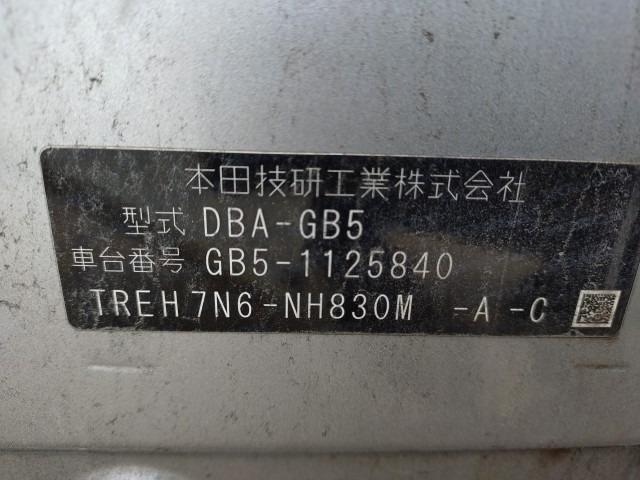 本田技研工業株式会社
型式 DBA-GB5
車台番号 GB5-1125840
TREH7N6-NH830M -A -C